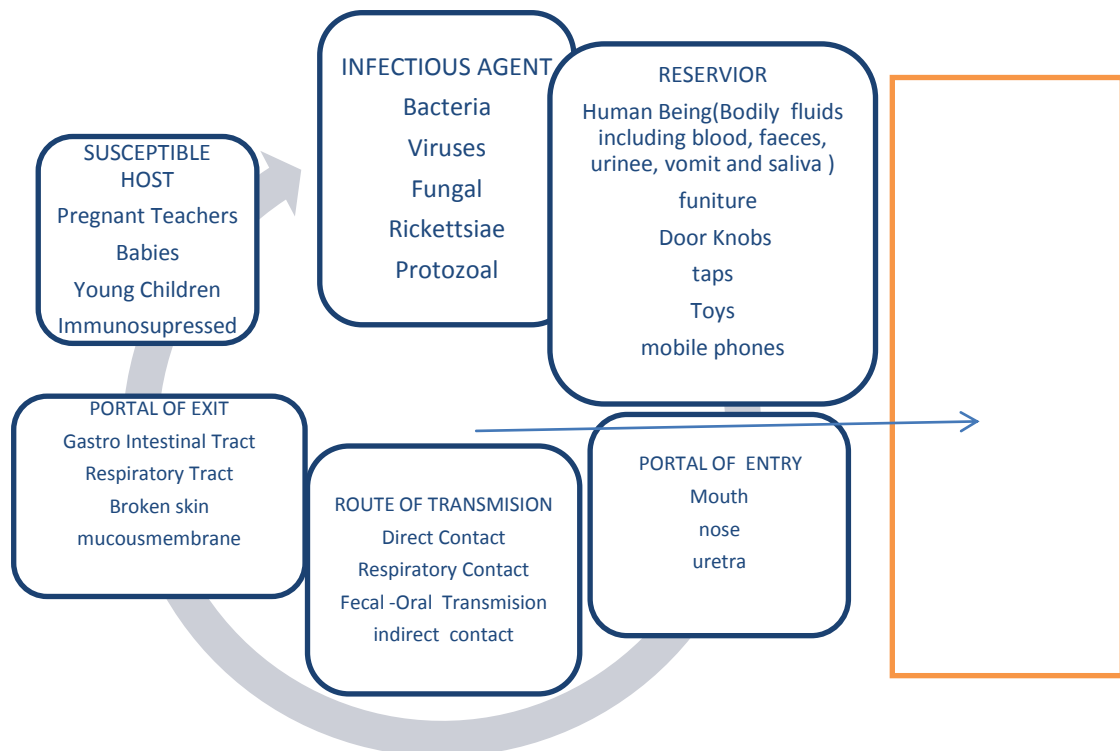 INFECTIOUS AGENT
Bacteria
Viruses
Fungal
Rickettsiae
Protozoal
RESERVIOR
Human Being(Bodily fluids
including blood, faeces,
urinee, vomit and saliva )
funiture
Door Knobs
taps
Toys
mobile phones
PORTAL OF ENTRY
Mouth
nose
uretra
ROUTE OF TRANSMISION
Direct Contact
Respiratory Contact
Fecal -Oral Transmision
indirect contact
PORTAL OF EXIT
Gastro Intestinal Tract
Respiratory Tract
Broken skin
mucousmembrane
SUSCEPTIBLE
HOST
Pregnant Teachers
Babies
Young Children
Immunosupressed